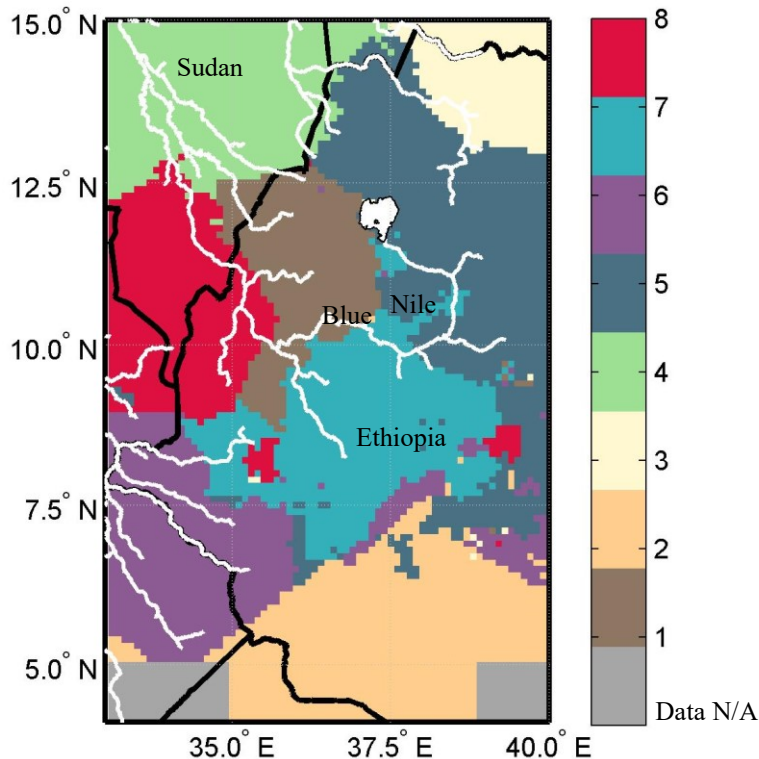 15.0° N
12.5° N
10.0° N
7.5° N
5.0° N
35.0° E
37.5° E
40.0° E
Sudan
Blue
Nile
Ethiopia
8
7
6
5
4
3
2
1
Data N/A